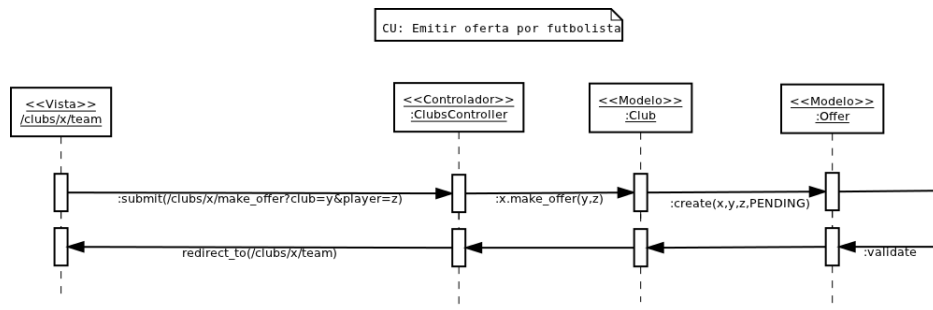 CU: Emitir oferta por futbolista
<<Vista>>
/clubs/x/team
<<Controlador>>
:ClubsController
<<Modelo>>
:Club
<<Modelo>>
:Offer
:submit(/clubs/x/make_offer?club=y&player=z)
:x.make_offer(y,z)
:create(x,y,z,PENDING)
redirect_to(/clubs/x/team)
:validate